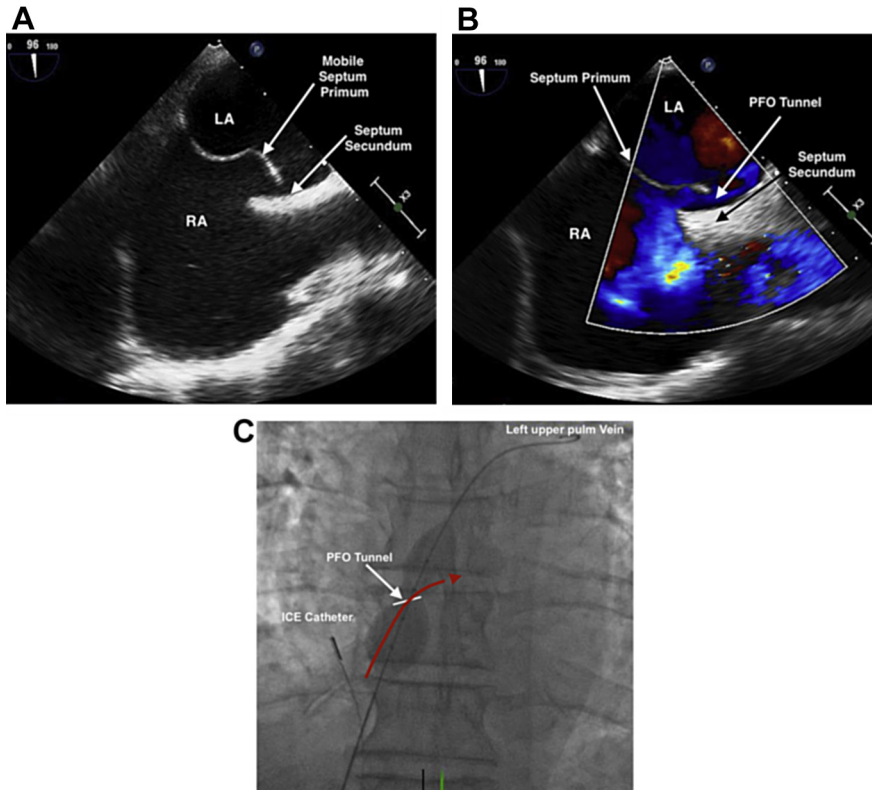 A
0 96 180
P
Mobile
Septum
Primum
LA
Septum
Secundum
RA
X3
B
0 96 180
P
Septum Primum
LA
PFO Tunnel
Septum
Secundum
RA
C
Left upper pulm Vein
PFO Tunnel
ICE Catheter